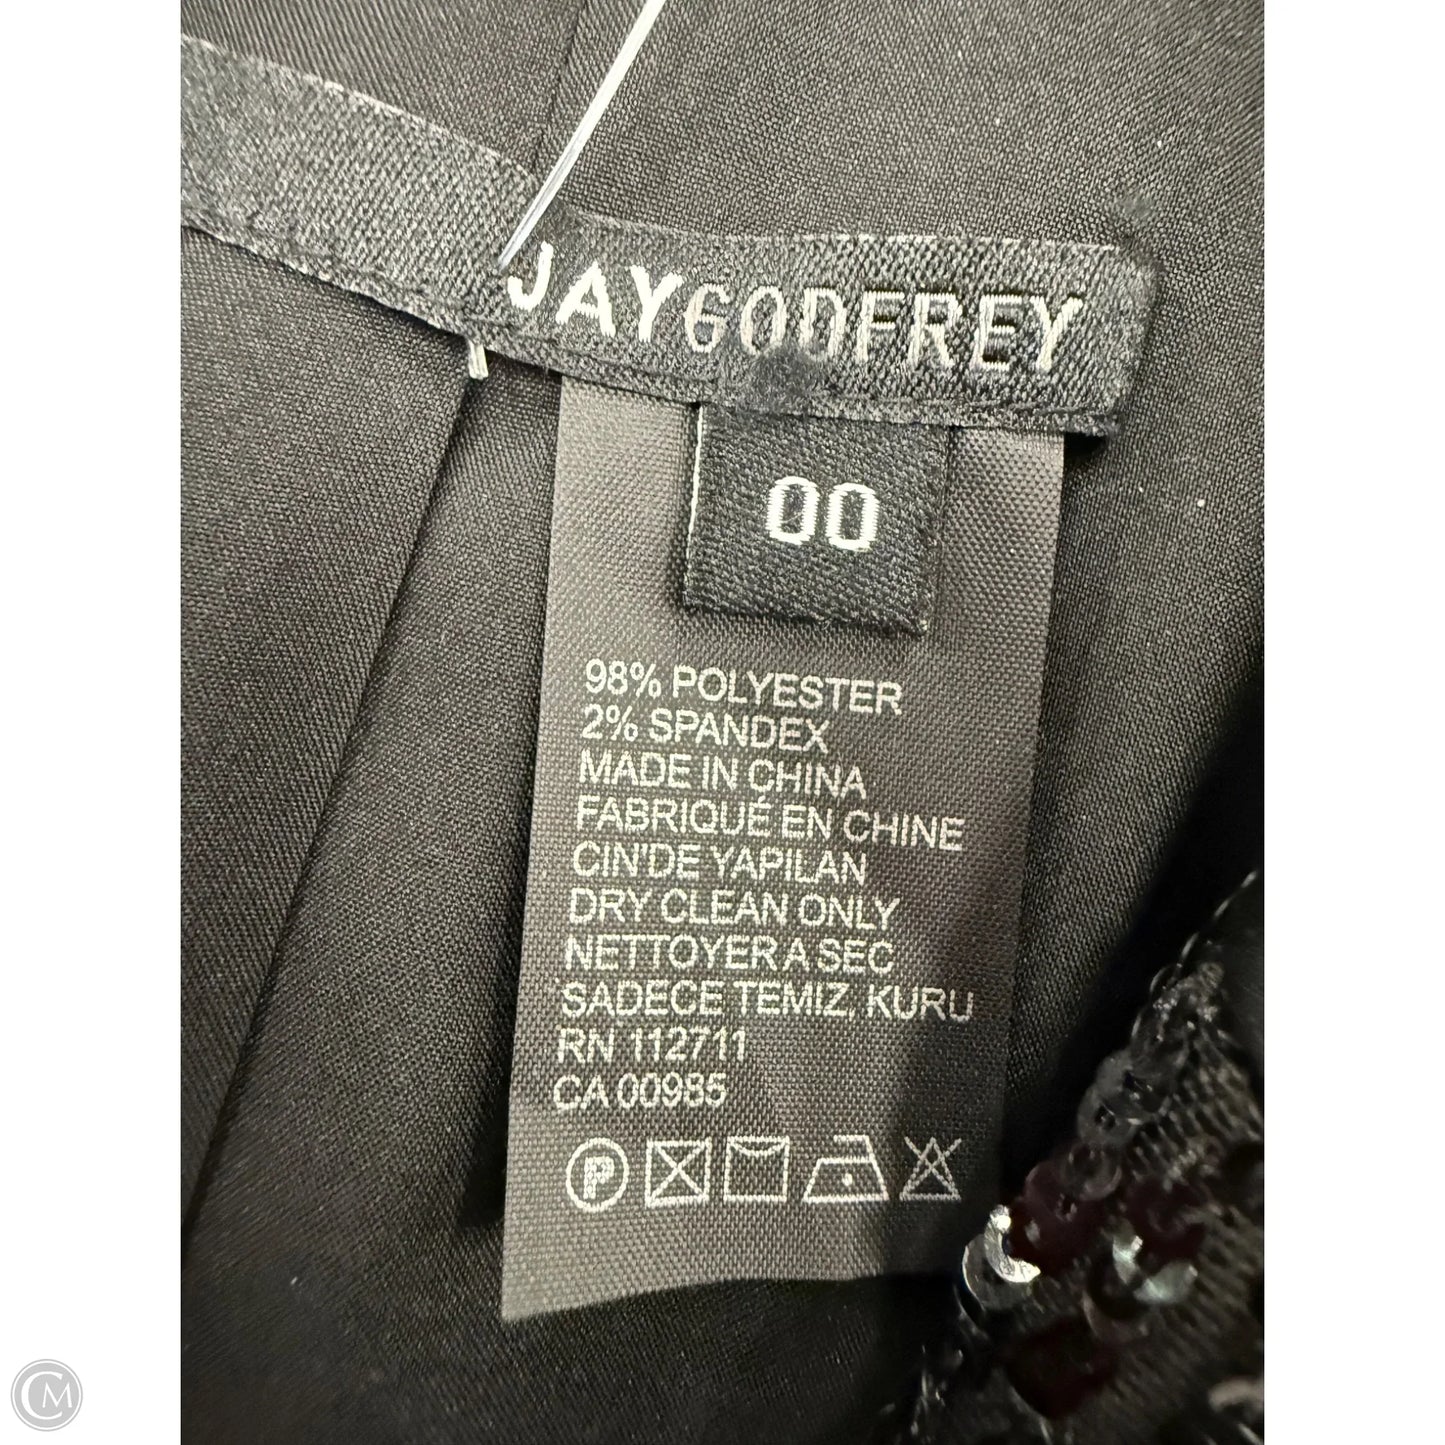 JAYGODFREY
00
98% POLYESTER
2% SPANDEX
MADE IN CHINA
FABRIQUÉ EN CHINE
CIN'DE YAPILAN
DRY CLEAN ONLY
NETTOYER A SEC
SADECE TEMIZ, KURU
RN 112711
CA 00985
P
CM